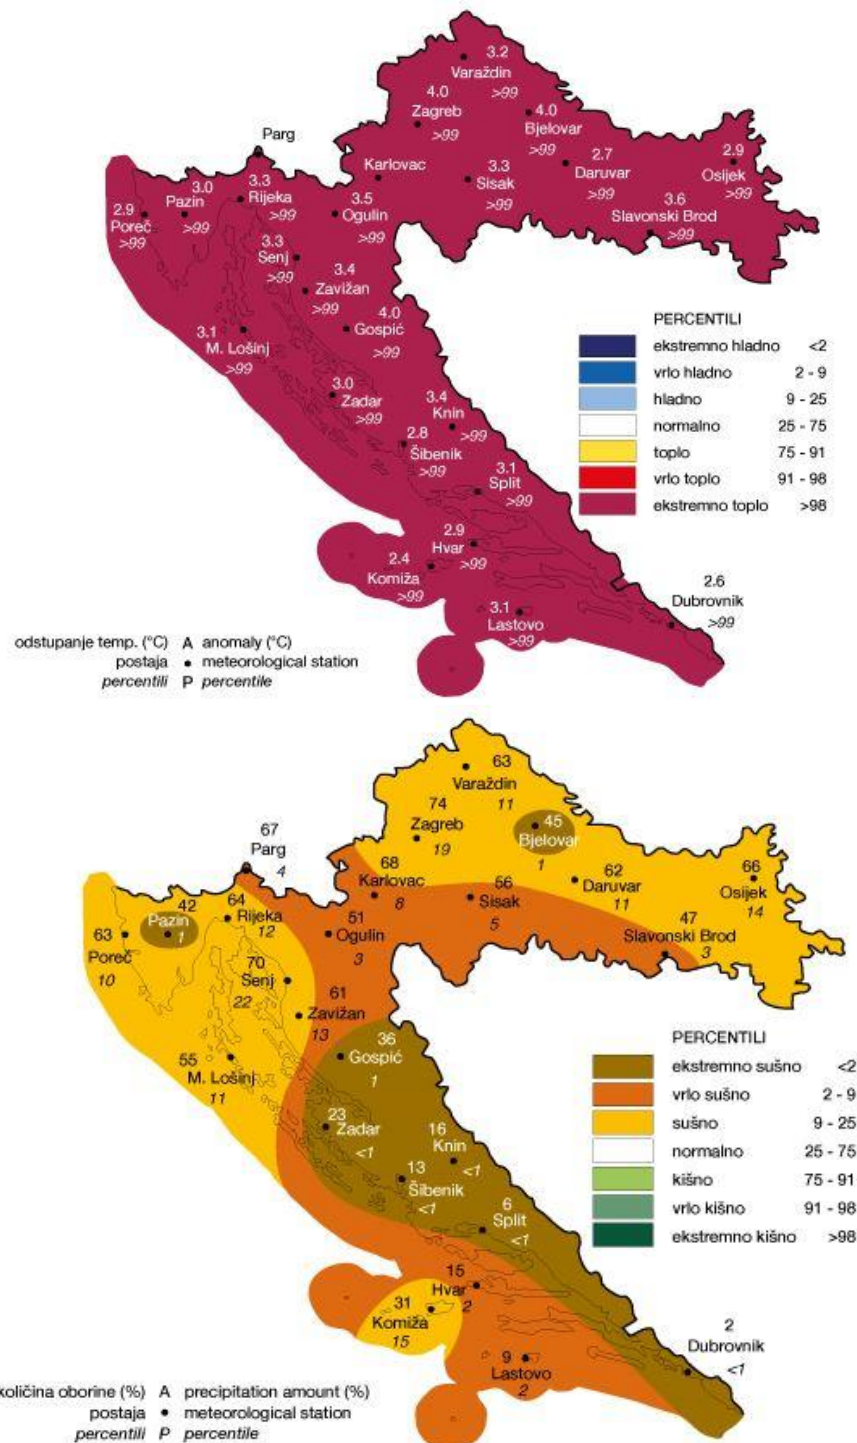 3.2
Varaždin
>99
4.0
Zagreb
>99
4.0
Bjelovar
>99
Parg
Karlovac
3.3
Sisak
>99
2.7
Daruvar
>99
2.9
Osijek
>99
3.0
Pazin
>99
3.3
Rijeka
>99
3.5
Ogulin
>99
3.6
Slavonski Brod
>99
2.9
Poreč
>99
3.3
Senj
>99
3.4
Zavižan
>99
3.1
M. Lošinj
>99
4.0
Gospić
>99
3.0
Zadar
>99
3.4
Knin
>99
2.8
Šibenik
>99
3.1
Split
>99
2.9
Hvar
>99
2.4
Komiža
>99
3.1
Lastovo
>99
2.6
Dubrovnik
>99
PERCENTILI
ekstremno hladno <2
vrlo hladno 2 - 9
hladno 9 - 25
normalno 25 - 75
toplo 75 - 91
vrlo toplo 91 - 98
ekstremno toplo >98
odstupanje temp. (°C) A anomaly (°C)
postaja • meteorological station
percentili P percentile
63
Varaždin
11
74
Zagreb
19
45
Bjelovar
1
67
Parg
4
68
Karlovac
8
56
Sisak
5
62
Daruvar
11
66
Osijek
14
42
Pazin
1
64
Rijeka
12
51
Ogulin
3
47
Slavonski Brod
3
63
Poreč
10
70
Senj
22
61
Zavižan
13
55
M. Lošinj
11
36
Gospić
1
23
Zadar
<1
16
Knin
<1
13
Šibenik
<1
6
Split
<1
15
Hvar
2
31
Komiža
15
9
Lastovo
2
2
Dubrovnik
<1
PERCENTILI
ekstremno sušno <2
vrlo sušno 2 - 9
sušno 9 - 25
normalno 25 - 75
kišno 75 - 91
vrlo kišno 91 - 98
ekstremno kišno >98
količina oborine (%) A precipitation amount (%)
postaja • meteorological station
percentili P percentile